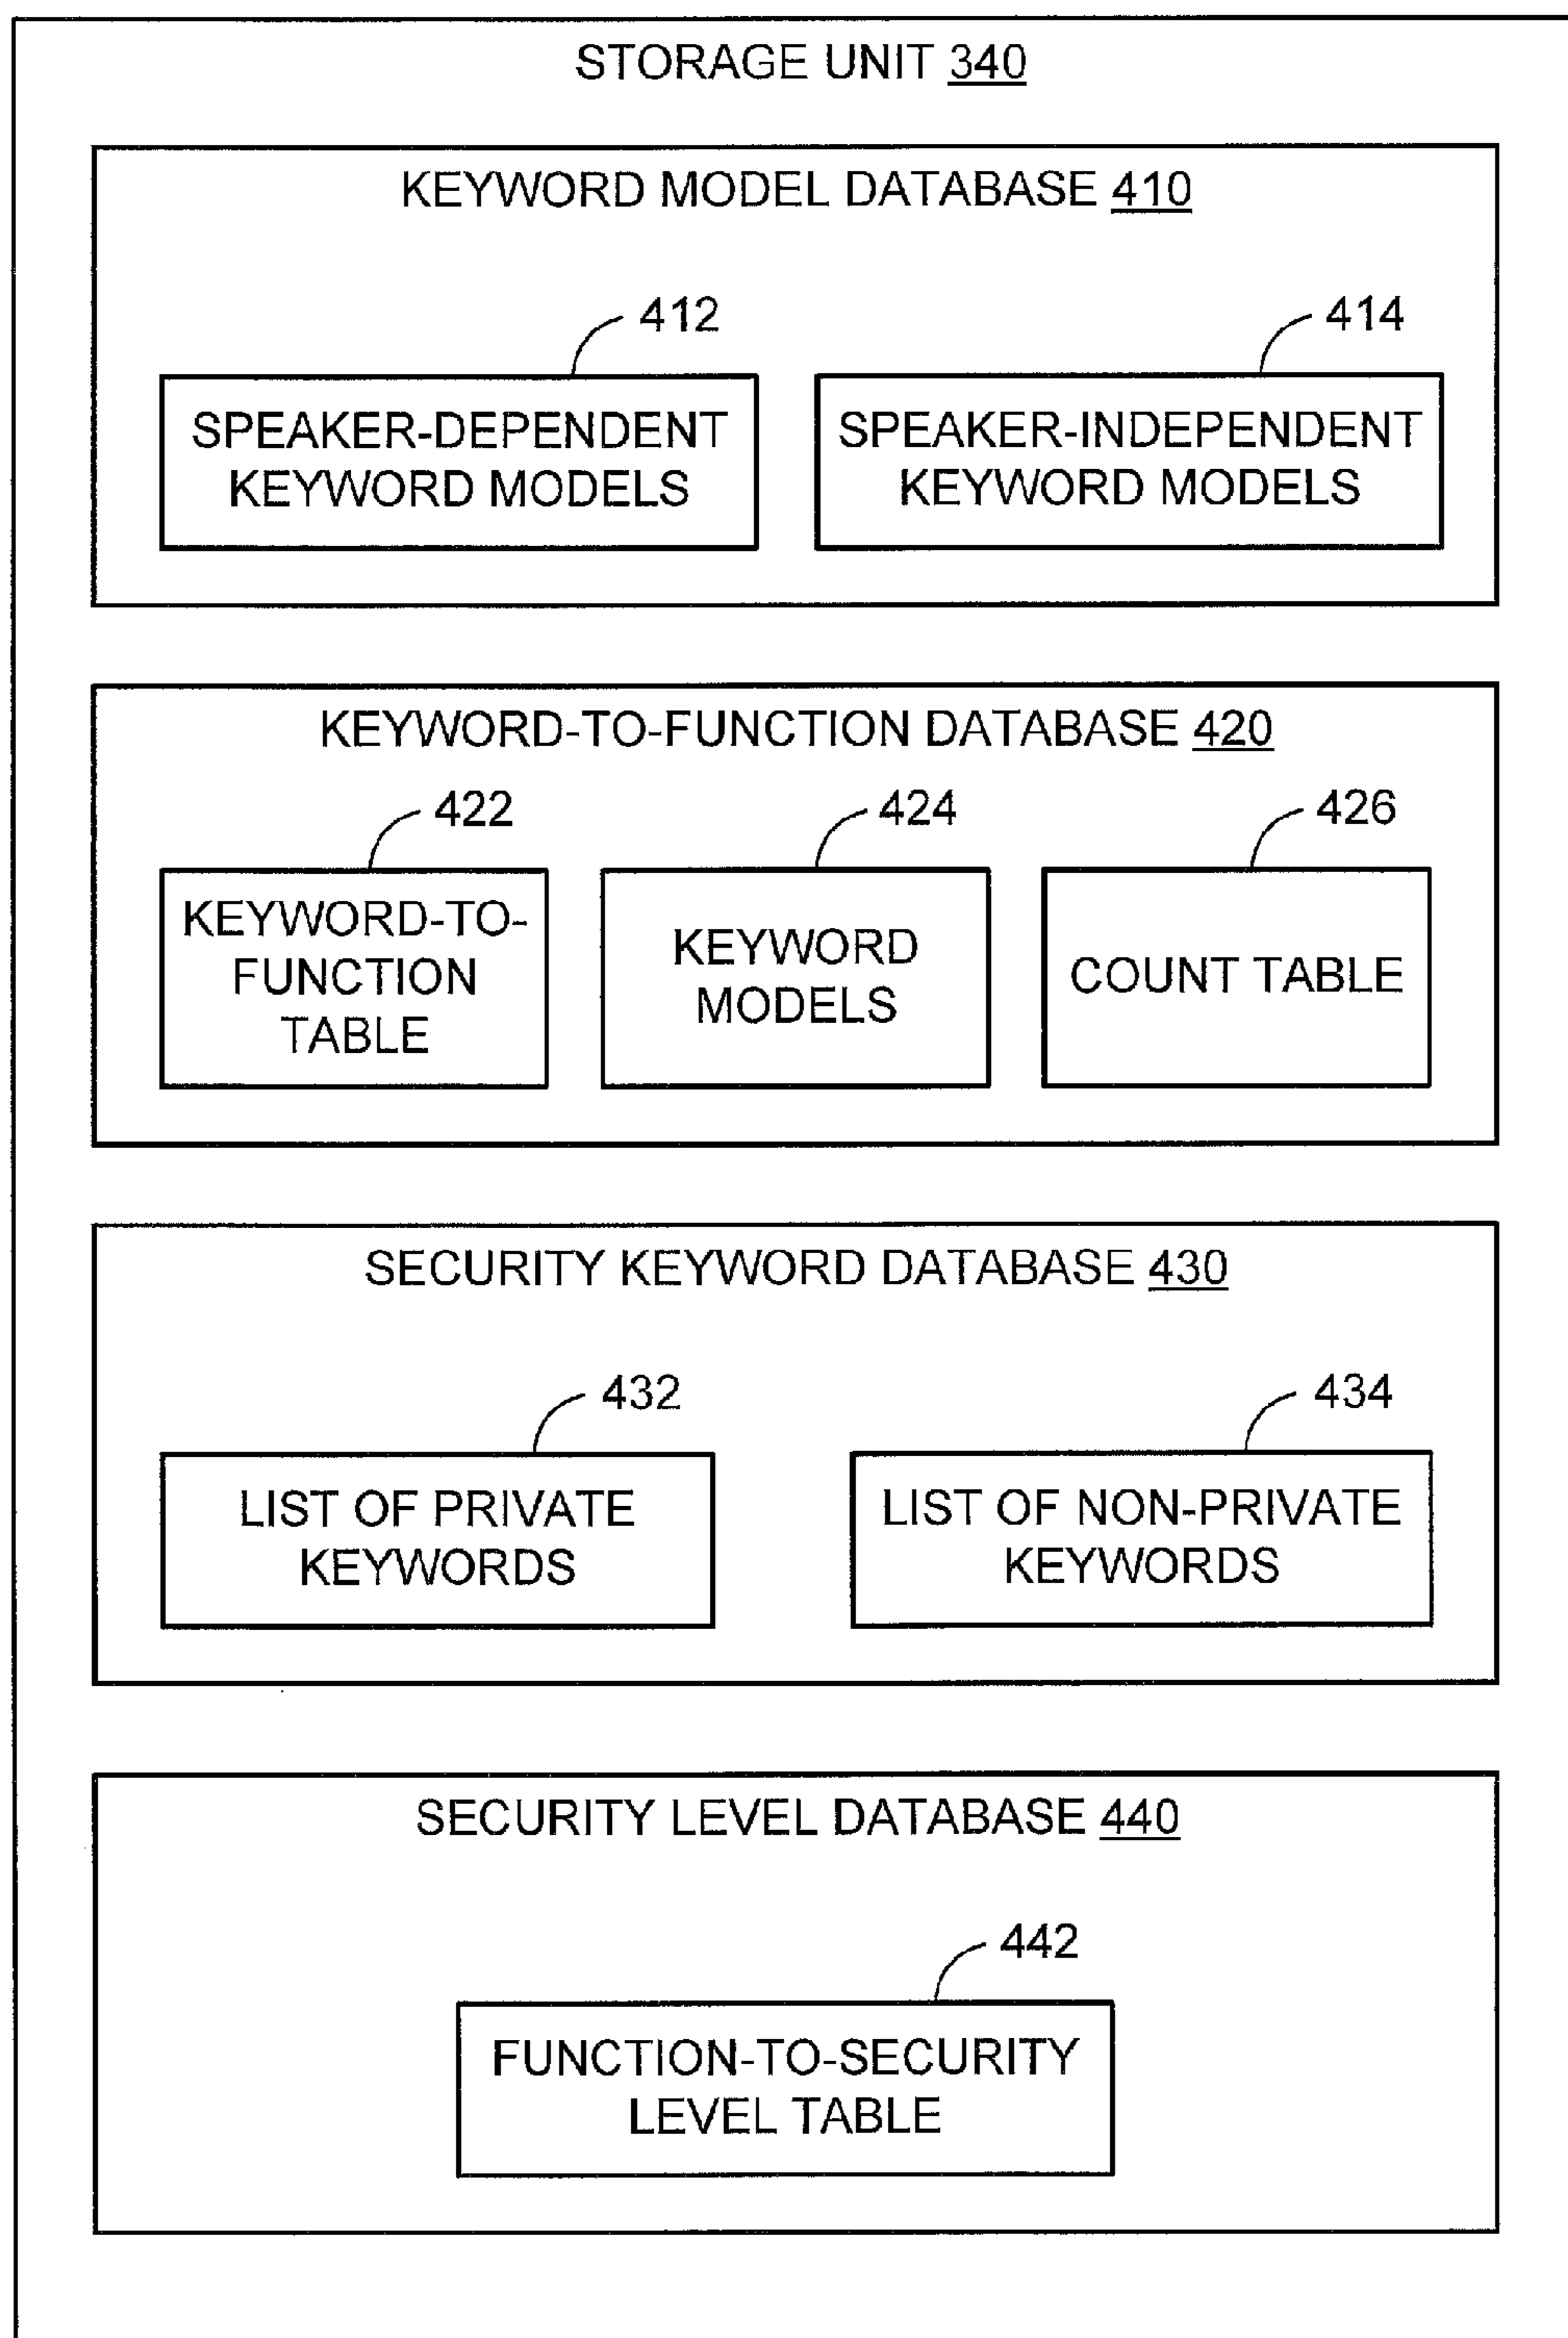 STORAGE UNIT 340
KEYWORD MODEL DATABASE 410
412
414
SPEAKER-DEPENDENT
KEYWORD MODELS
SPEAKER-INDEPENDENT
KEYWORD MODELS
KEYWORD-TO-FUNCTION DATABASE 420
422
424
426
KEYWORD-TO-
FUNCTION
TABLE
KEYWORD
MODELS
COUNT TABLE
SECURITY KEYWORD DATABASE 430
432
434
LIST OF PRIVATE
KEYWORDS
LIST OF NON-PRIVATE
KEYWORDS
SECURITY LEVEL DATABASE 440
442
FUNCTION-TO-SECURITY
LEVEL TABLE